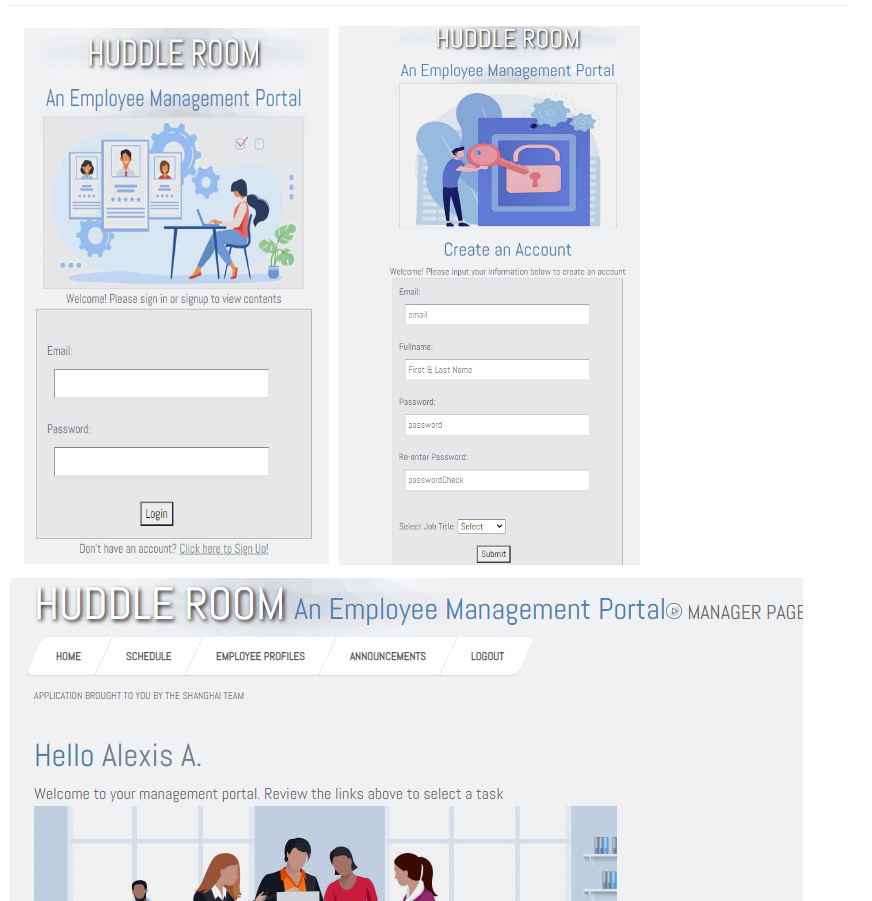 HUDDLE ROOM
An Employee Management Portal
Welcome! Please sign in or signup to view contents
Email:
Password:
Login
Don't have an account? Click here to Sign Up!
HUDDLE ROOM
An Employee Management Portal
Create an Account
Welcome! Please input your information below to create an account
Email:
email
Fullname:
First & Last Name
Password:
password
Re-enter Password:
passwordCheck
Select Job Title: Select
Submit
HUDDLE ROOM An Employee Management Portal MANAGER PAGE
HOME SCHEDULE EMPLOYEE PROFILES ANNOUNCEMENTS LOGOUT
APPLICATION BROUGHT TO YOU BY THE SHANGHAI TEAM
Hello Alexis A.
Welcome to your management portal. Review the links above to select a task